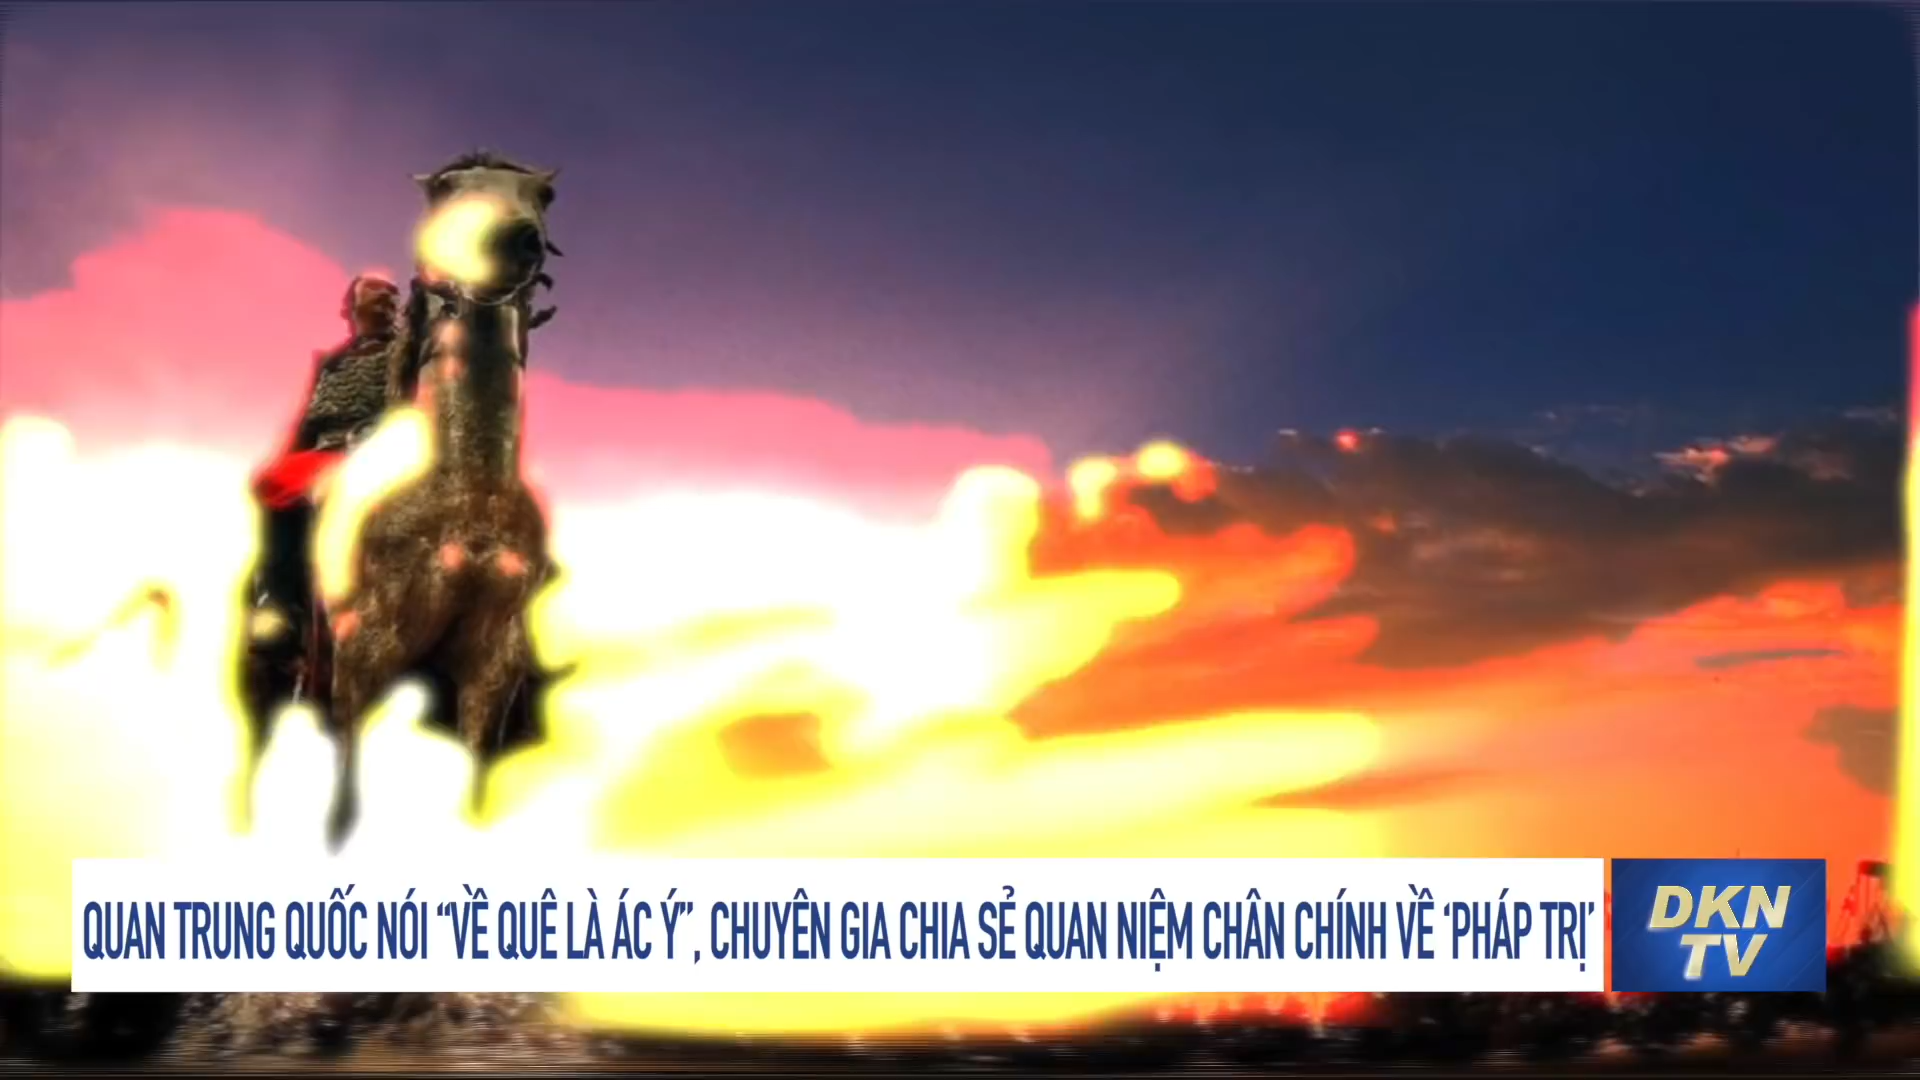 QUAN TRUNG QUỐC NÓI “VỀ QUÊ LÀ ÁC Ý”, CHUYÊN GIA CHIA SẺ QUAN NIỆM CHÂN CHÍNH VỀ ‘PHÁP TRỊ’
DKN
TV